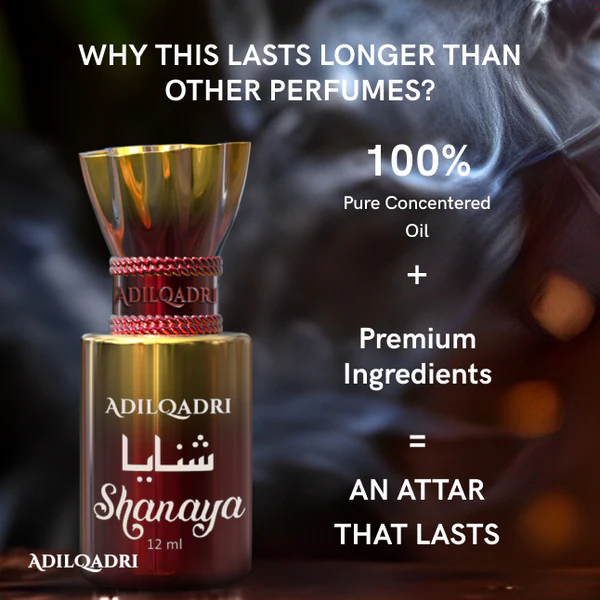 WHY THIS LASTS LONGER THAN
OTHER PERFUMES?
100%
Pure Concentered
Oil
+
Premium
Ingredients
=
AN ATTAR
THAT LASTS
ADILQADRI
ADILQADRI
شنايا
Shanaya
12 ml
ADILQADRI